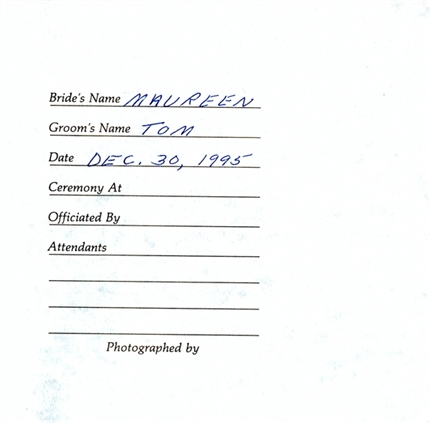 Bride's Name MAUREEN
Groom's Name TOM
Date DEC. 30, 1995
Ceremony At
Officiated By
Attendants
Photographed by